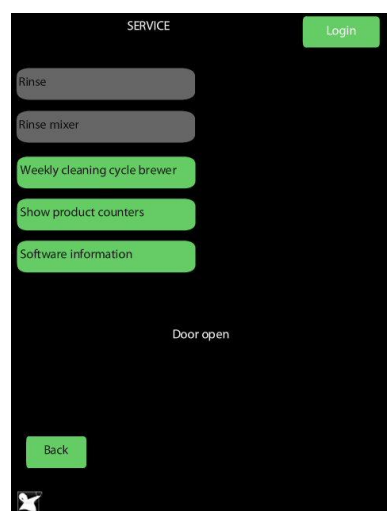 SERVICE
Login
Rinse
Rinse mixer
Weekly cleaning cycle brewer
Show product counters
Software information
Door open
Back